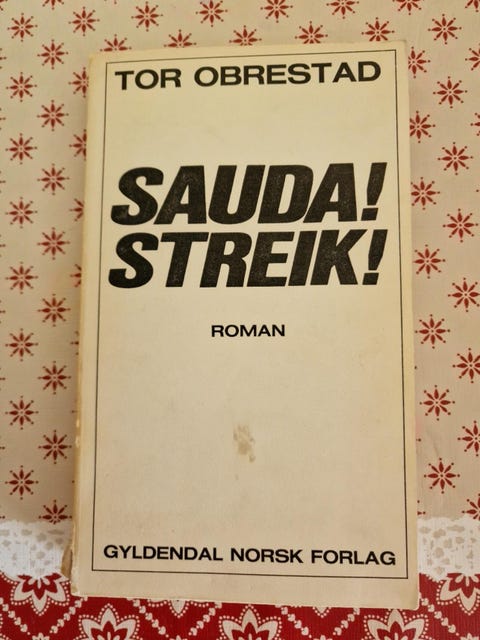 TOR OBRESTAD
SAUDA!
STREIK!
ROMAN
GYLDENDAL NORSK FORLAG